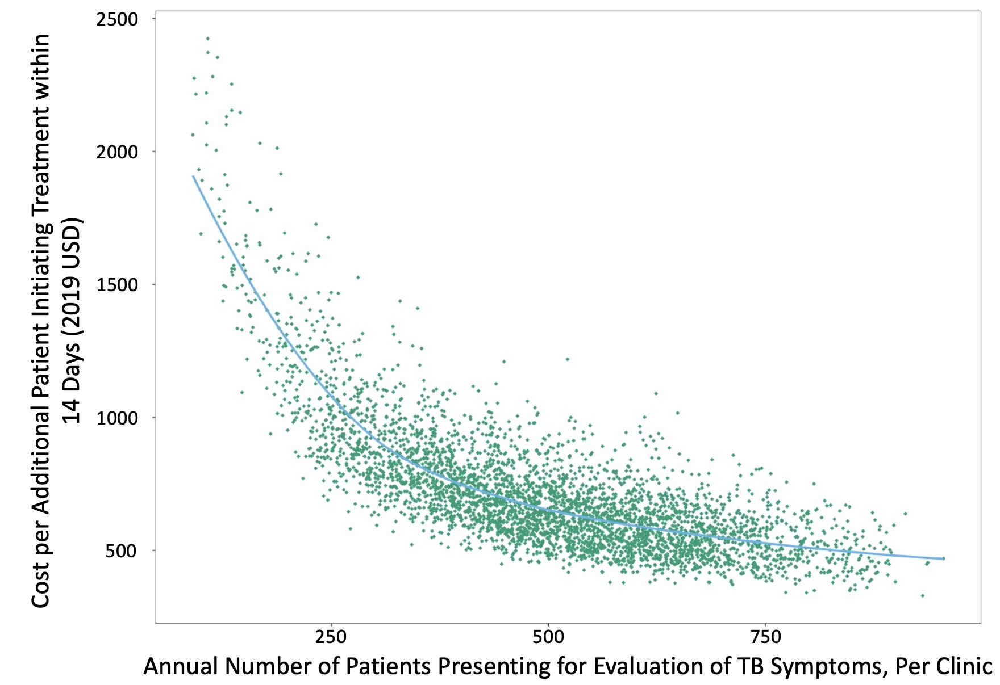 Cost per Additional Patient Initiating Treatment within
14 Days (2019 USD)
2500
2000
1500
1000
500
250 500 750
Annual Number of Patients Presenting for Evaluation of TB Symptoms, Per Clinic